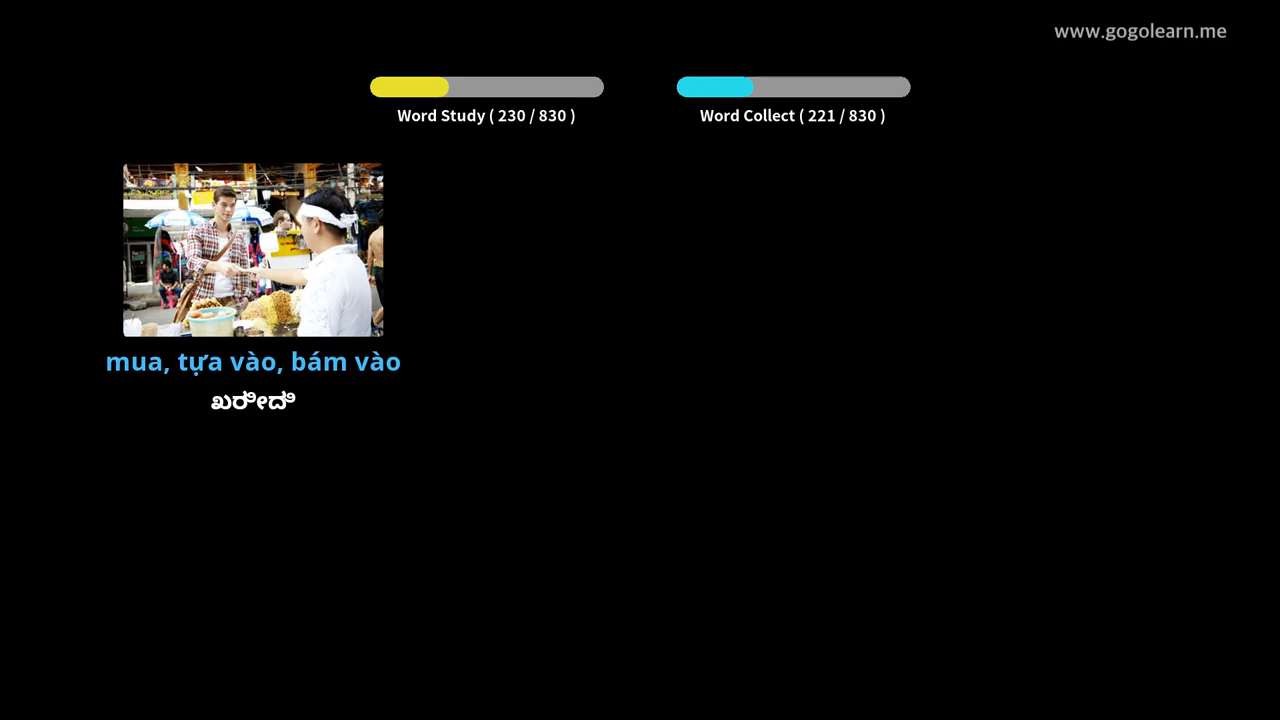 www.gogolearn.me
Word Study ( 230 / 830 )
Word Collect ( 221 / 830 )
mua, tựa vào, bám vào
ಖರೀದಿ